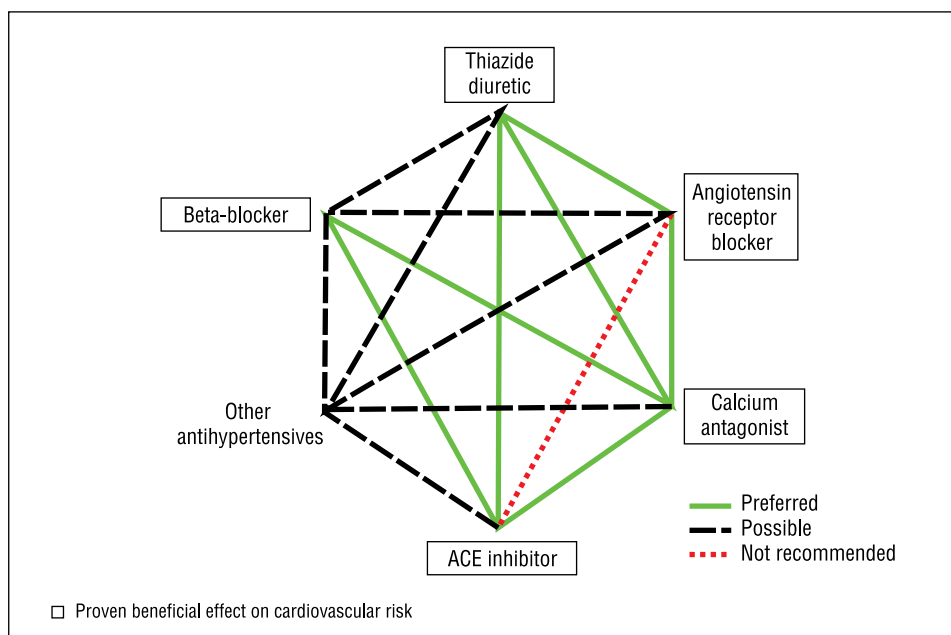 Thiazide
diuretic
Beta-blocker
Angiotensin
receptor
blocker
Other
antihypertensives
Calcium
antagonist
ACE inhibitor
Preferred
Possible
Not recommended
Proven beneficial effect on cardiovascular risk